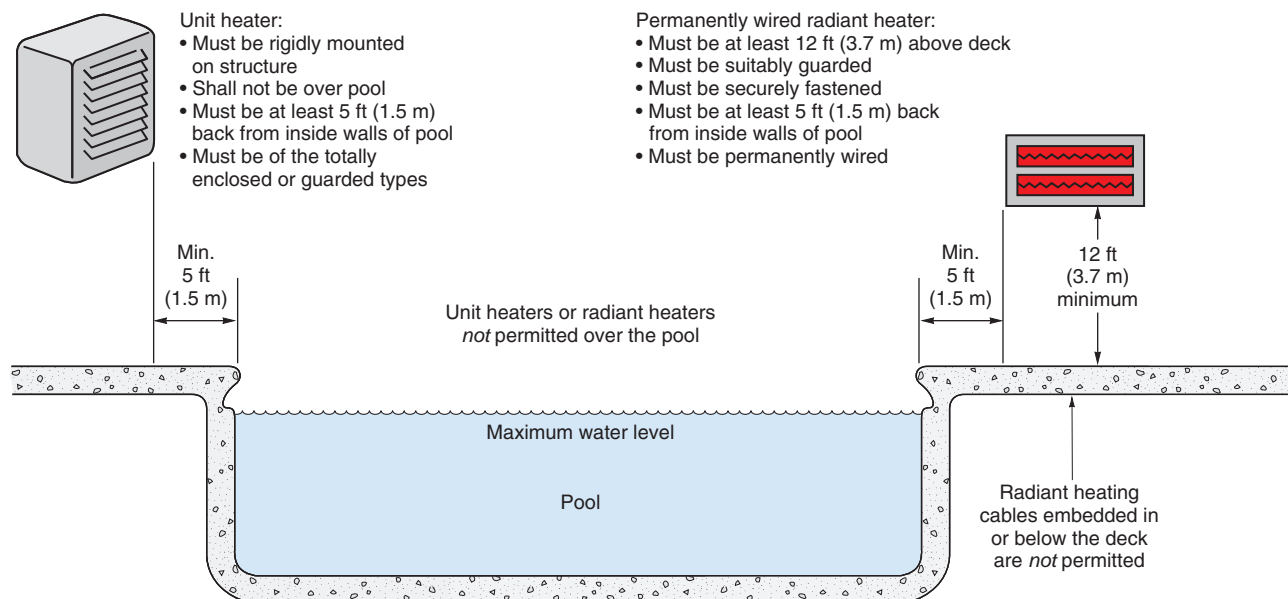 Unit heater:
• Must be rigidly mounted
on structure
• Shall not be over pool
• Must be at least 5 ft (1.5 m)
back from inside walls of pool
• Must be of the totally
enclosed or guarded types
Permanently wired radiant heater:
• Must be at least 12 ft (3.7 m) above deck
• Must be suitably guarded
• Must be securely fastened
• Must be at least 5 ft (1.5 m) back
from inside walls of pool
• Must be permanently wired
Min.
5 ft
(1.5 m)
Unit heaters or radiant heaters
not permitted over the pool
Min.
5 ft
(1.5 m)
12 ft
(3.7 m)
minimum
Maximum water level
Pool
Radiant heating
cables embedded in
or below the deck
are not permitted